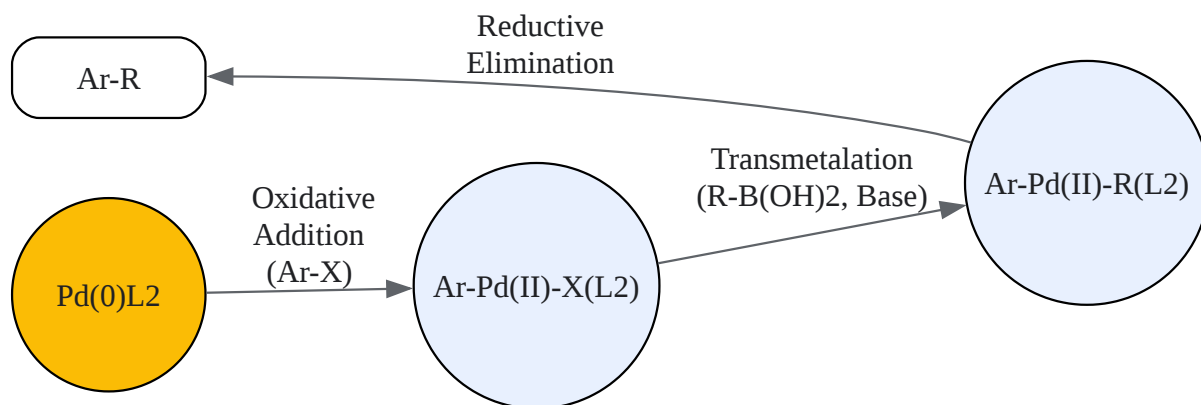 Reductive
Elimination
Ar-R
Transmetalation
(R-B(OH)2, Base)
Ar-Pd(II)-R(L2)
Oxidative
Addition
(Ar-X)
Pd(0)L2
Ar-Pd(II)-X(L2)